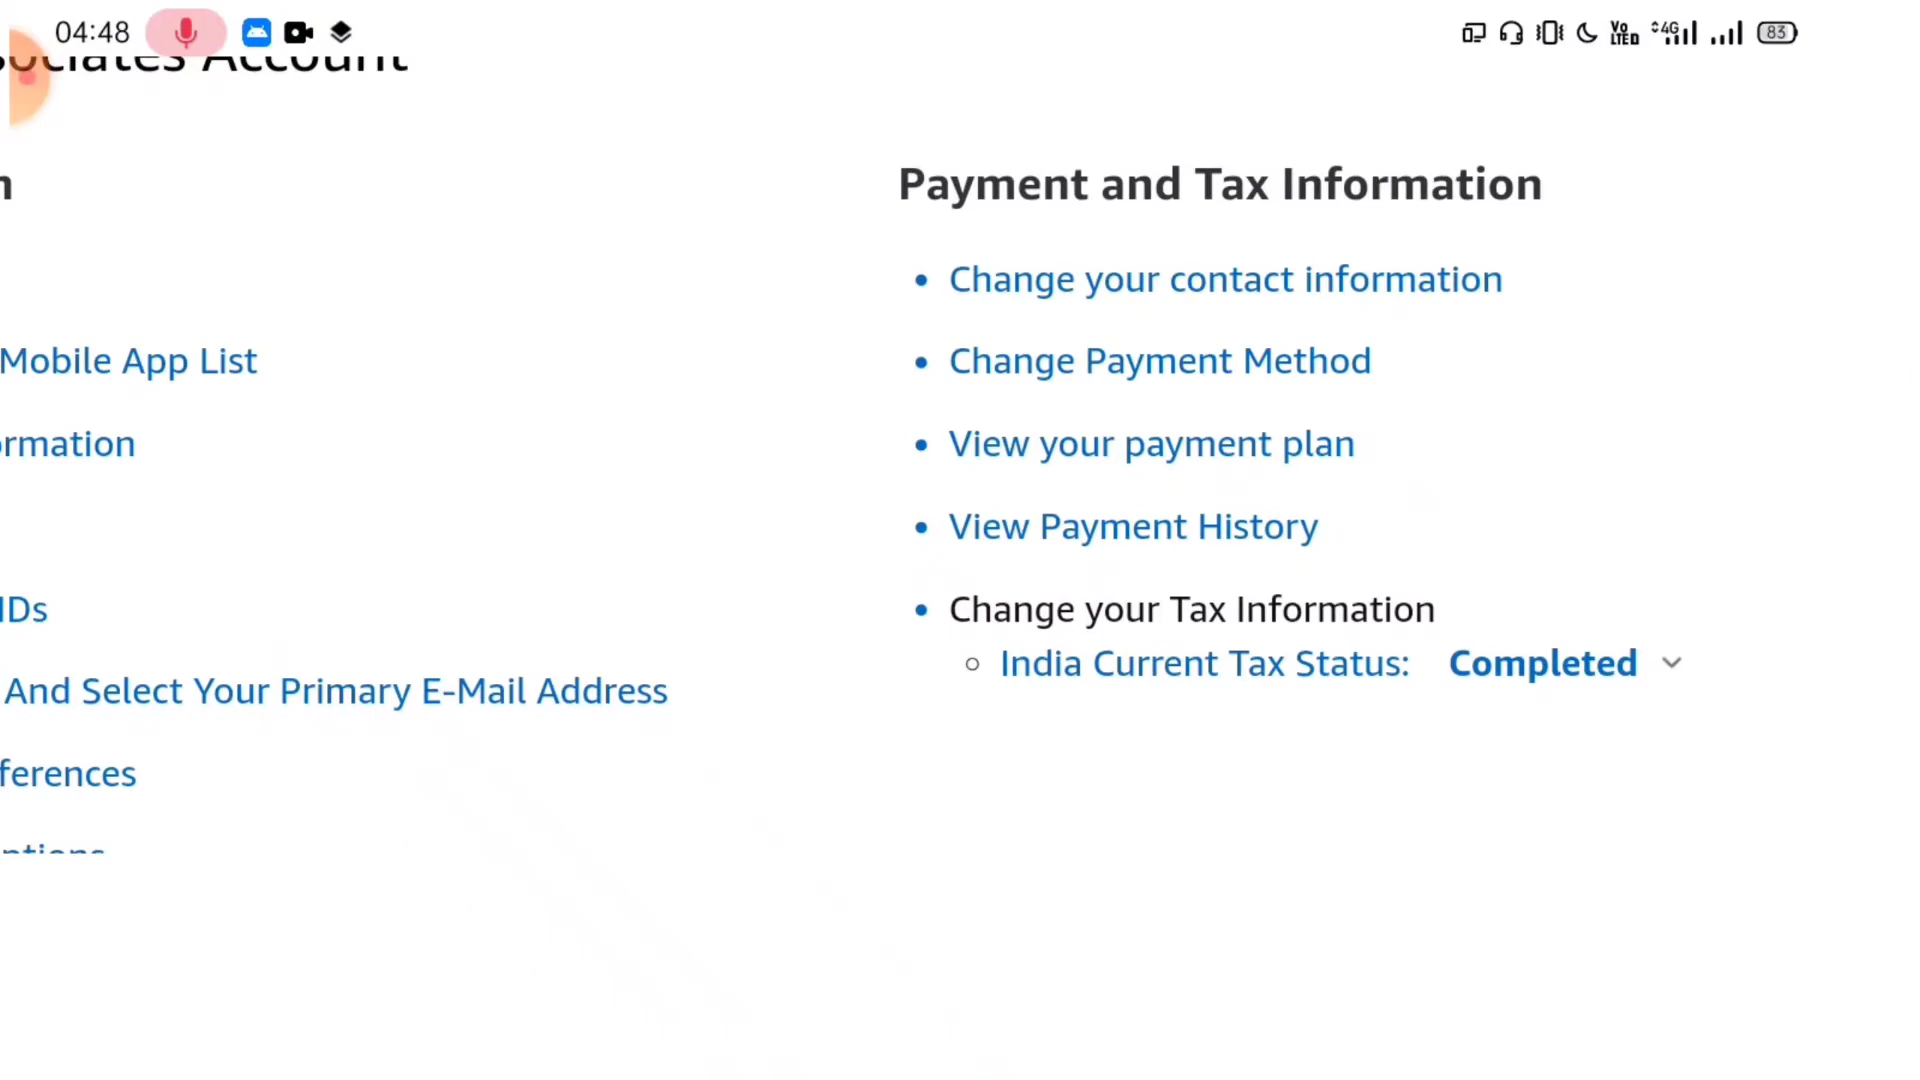 04:48
83
Account
Payment and Tax Information
Change your contact information
Mobile App List
Change Payment Method
View your payment plan
View Payment History
IDs
Change your Tax Information
India Current Tax Status: Completed
And Select Your Primary E-Mail Address